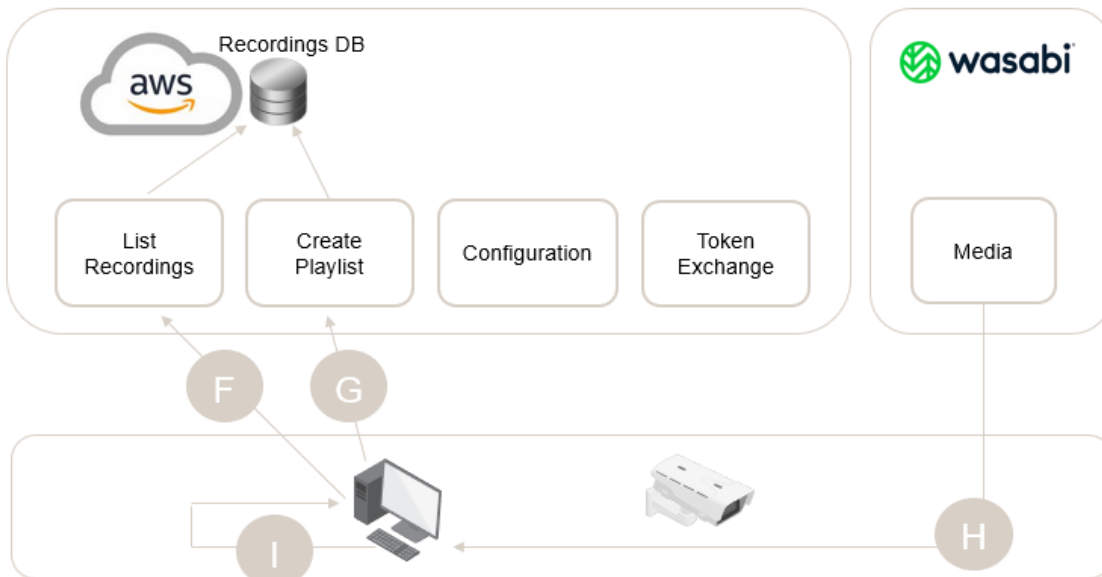 Recordings DB
aws
wasabi
List
Recordings
Create
Playlist
Configuration
Token
Exchange
Media
F
G
H
I